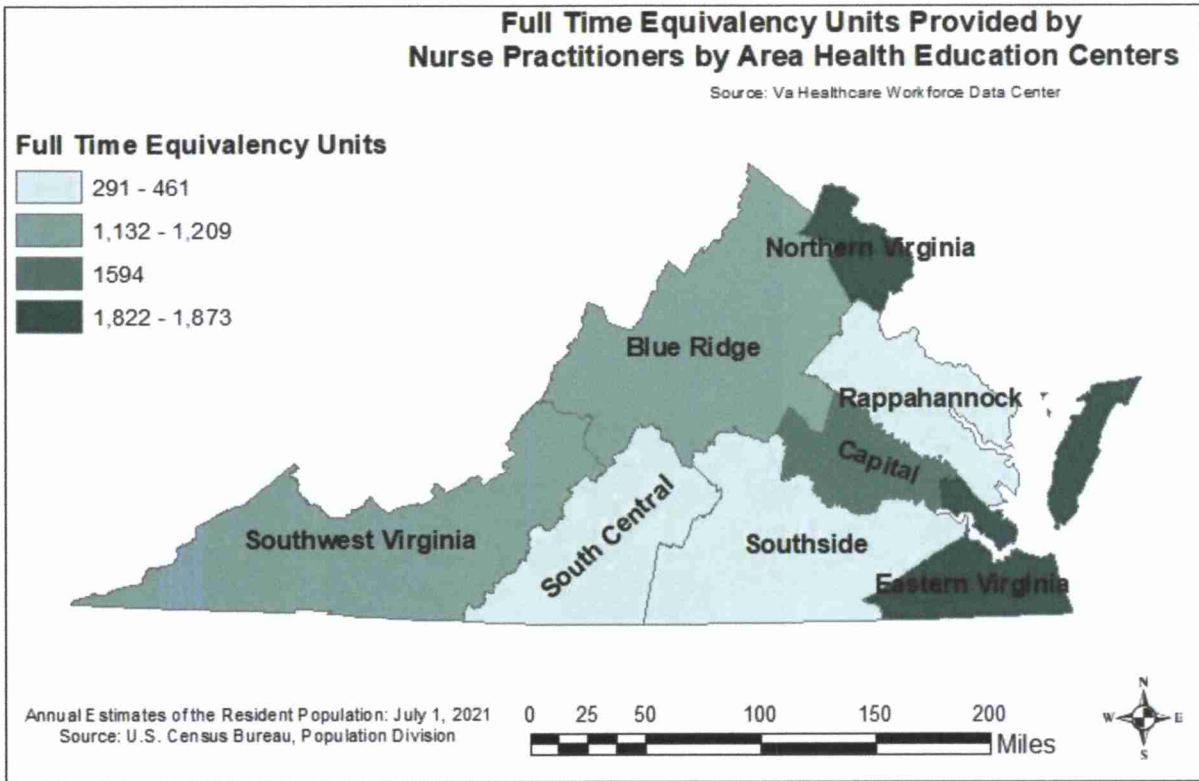 Full Time Equivalency Units Provided by
Nurse Practitioners by Area Health Education Centers
Source: Va Healthcare Workforce Data Center
Full Time Equivalency Units
291 - 461
1,132 - 1,209
1594
1,822 - 1,873
Northern Virginia
Blue Ridge
Rappahannock
Capital
Southwest Virginia
South Central
Southside
Eastern Virginia
Annual Estimates of the Resident Population: July 1, 2021
Source: U.S. Census Bureau, Population Division
0 25 50 100 150 200
Miles
N
W E
S